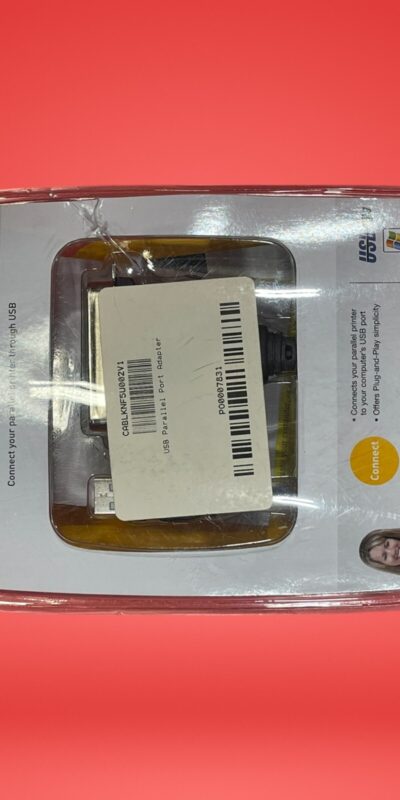 Connect your parallel printer through USB
CABLKNF5U002V1
USB Parallel Port Adapter
PO0007831
USB
• Connects your parallel printer
to your computer's USB port
• Offers Plug-and-Play simplicity
Connect